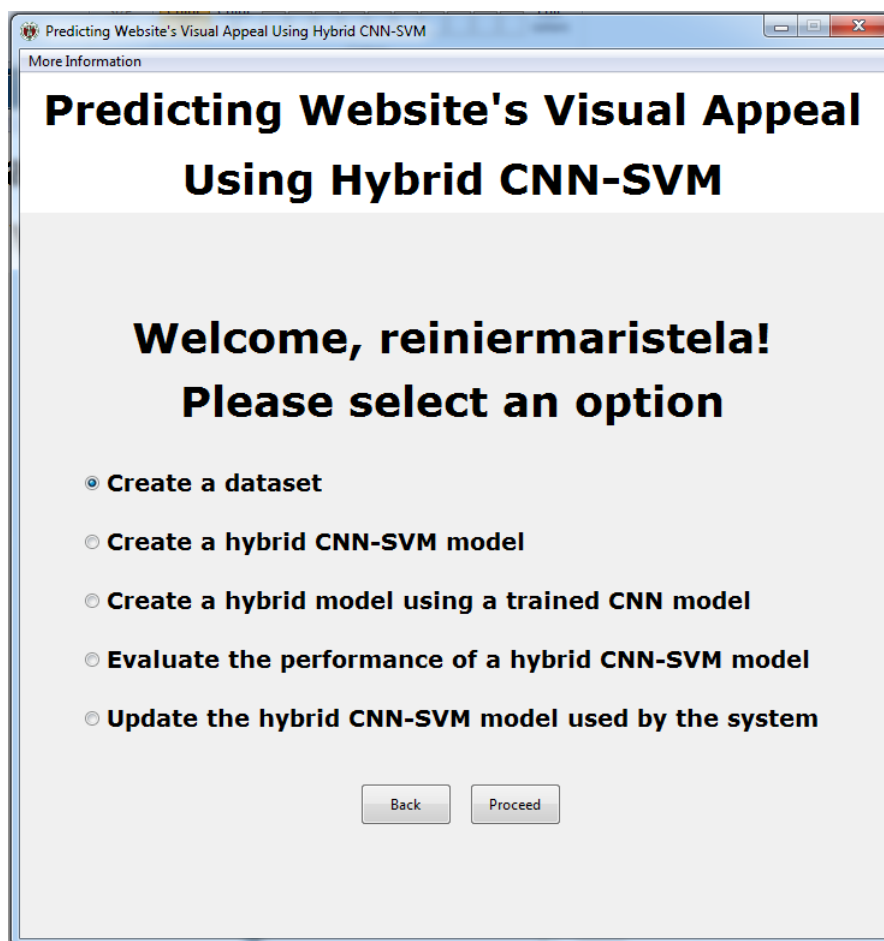 Predicting Website's Visual Appeal Using Hybrid CNN-SVM
More Information
Predicting Website's Visual Appeal
Using Hybrid CNN-SVM
Welcome, reiniermaristela!
Please select an option
Create a dataset
Create a hybrid CNN-SVM model
Create a hybrid model using a trained CNN model
Evaluate the performance of a hybrid CNN-SVM model
Update the hybrid CNN-SVM model used by the system
Back
Proceed